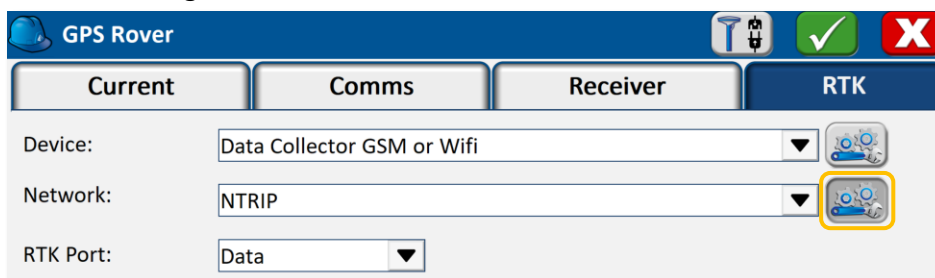 GPS Rover
Current Comms Receiver RTK
Device: Data Collector GSM or Wifi
Network: NTRIP
RTK Port: Data